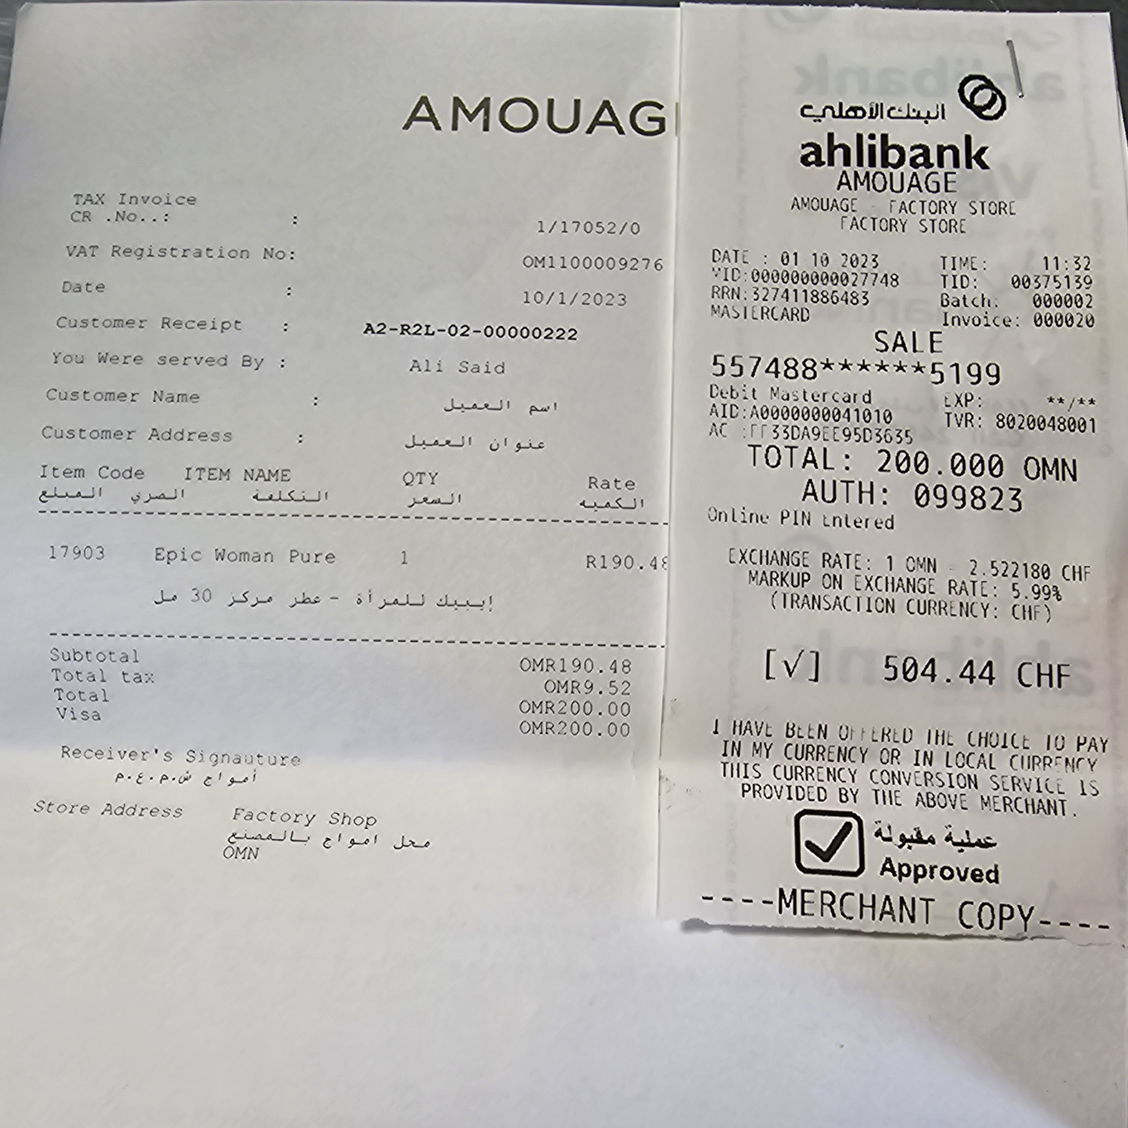 AMOUAG
TAX Invoice
CR .No..: : 1/17052/0
VAT Registration No: OM1100009276
Date : 10/1/2023
Customer Receipt : A2-R2L-02-00000222
You Were served By : Ali Said
Customer Name : اسم العميل
Customer Address : عنوان العميل
Item Code ITEM NAME QTY Rate
المبلغ الصري التكلفة السعر الكميه
17903 Epic Woman Pure 1 R190.48
إيبيك للمرأة - عطر مركز 30 مل
Subtotal OMR190.48
Total tax OMR9.52
Total OMR200.00
Visa OMR200.00
Receiver's Signauture
أمواج ش.م.ع.م
Store Address Factory Shop
محل امواج بالمصنع
OMN
البنك الأهلي
ahlibank
AMOUAGE
AMOUAGE - FACTORY STORE
FACTORY STORE
DATE : 01 10 2023 TIME: 11:32
MID:000000000027748 TID: 00375139
RRN:327411886483 Batch: 000002
MASTERCARD Invoice: 000020
SALE
557488******5199
Debit Mastercard EXP: **/**
AID:A0000000041010 TVR: 8020048001
AC :FF33DA9EE95D3635
TOTAL: 200.000 OMN
AUTH: 099823
Online PIN Entered
EXCHANGE RATE: 1 OMN - 2.522180 CHF
MARKUP ON EXCHANGE RATE: 5.99%
(TRANSACTION CURRENCY: CHF)
[√] 504.44 CHF
I HAVE BEEN OFFERED THE CHOICE TO PAY
IN MY CURRENCY OR IN LOCAL CURRENCY
THIS CURRENCY CONVERSION SERVICE IS
PROVIDED BY THE ABOVE MERCHANT.
عملية مقبولة
Approved
----MERCHANT COPY----